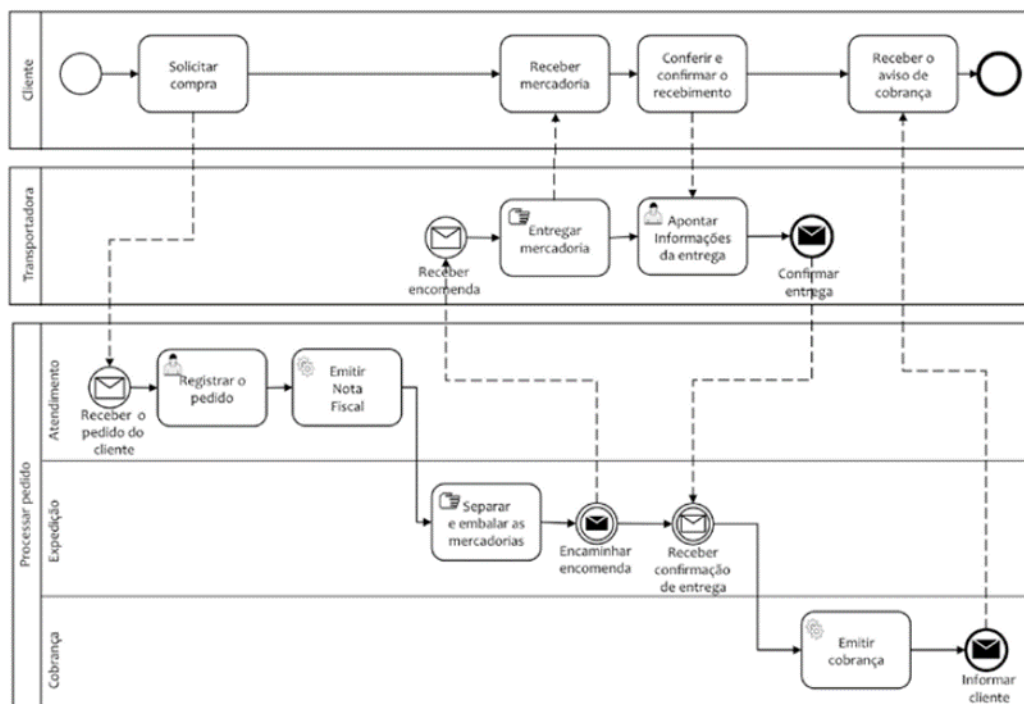 Cliente
Solicitar
compra
Receber
mercadoria
Conferir e
confirmar o
recebimento
Receber o
aviso de
cobrança
Transportadora
Receber
encomenda
Entregar
mercadoria
Apontar
Informações
da entrega
Confirmar
entrega
Processar pedido
Atendimento
Receber o
pedido do
cliente
Registrar o
pedido
Emitir
Nota
Fiscal
Expedição
Separar
e embalar as
mercadorias
Encaminhar
encomenda
Receber
confirmação
de entrega
Cobrança
Emitir
cobrança
Informar
cliente